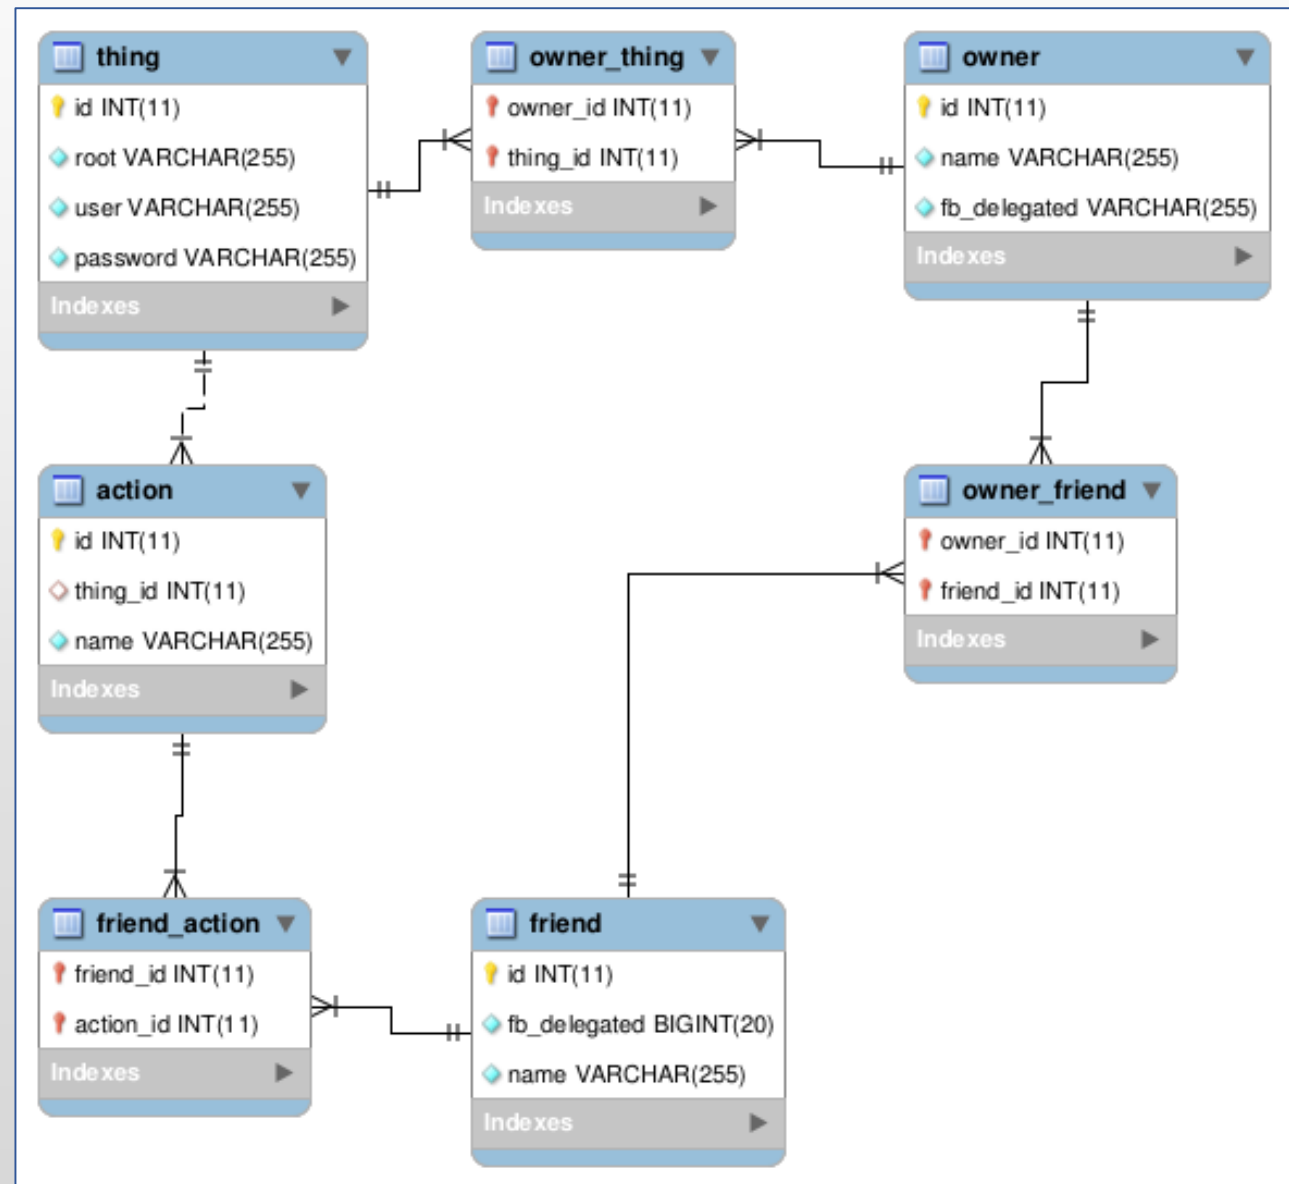 thing
id INT(11)
root VARCHAR(255)
user VARCHAR(255)
password VARCHAR(255)
Indexes
owner_thing
owner_id INT(11)
thing_id INT(11)
Indexes
owner
id INT(11)
name VARCHAR(255)
fb_delegated VARCHAR(255)
Indexes
action
id INT(11)
thing_id INT(11)
name VARCHAR(255)
Indexes
owner_friend
owner_id INT(11)
friend_id INT(11)
Indexes
friend_action
friend_id INT(11)
action_id INT(11)
Indexes
friend
id INT(11)
fb_delegated BIGINT(20)
name VARCHAR(255)
Indexes